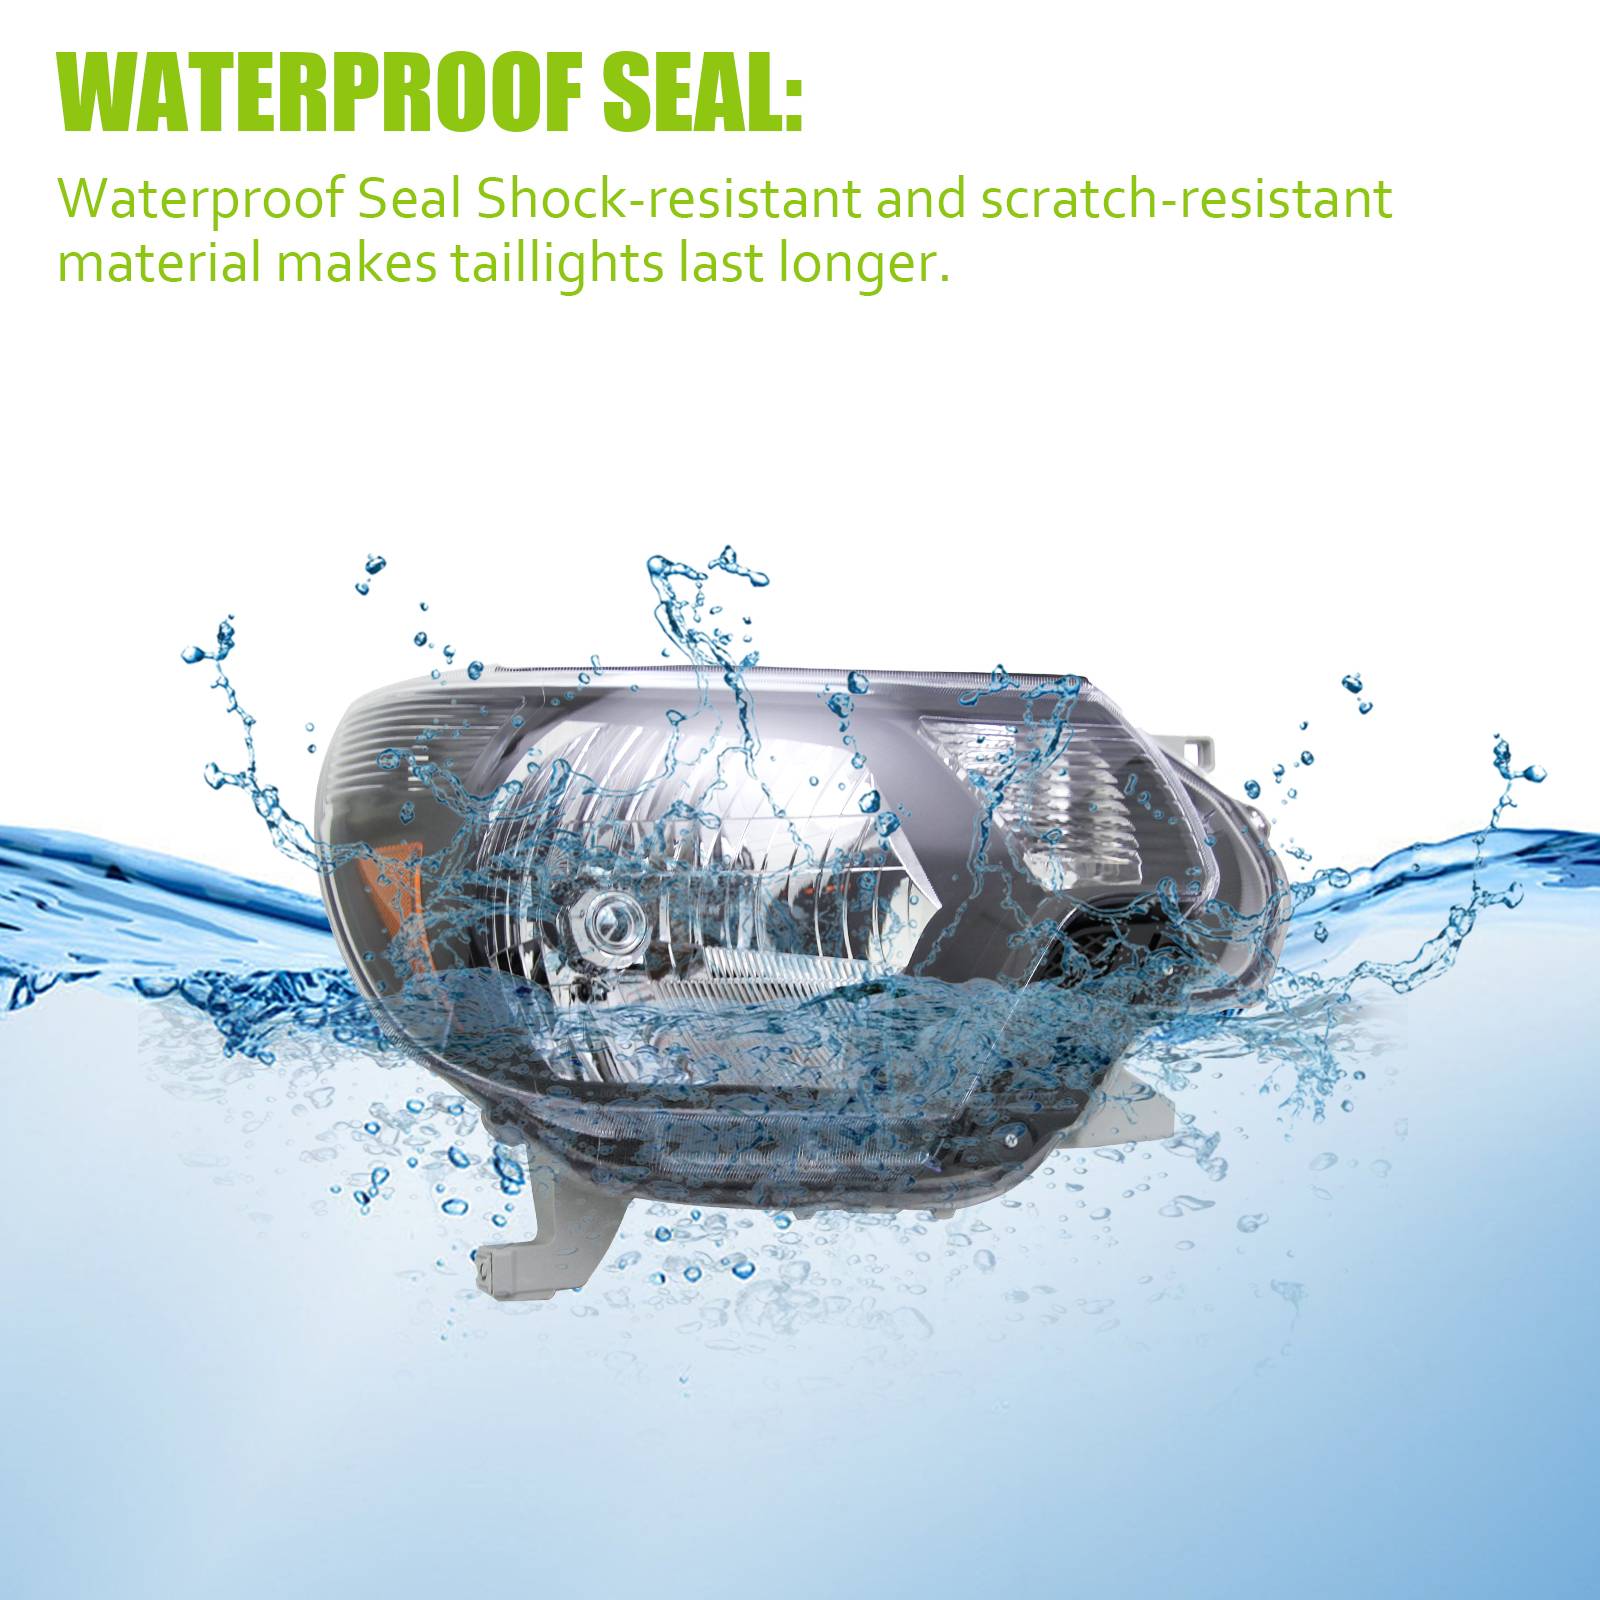 WATERPROOF SEAL:
Waterproof Seal Shock-resistant and scratch-resistant
material makes taillights last longer.